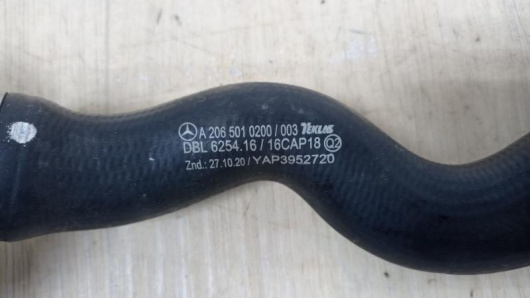 A 206 501 0200 / 003 TEKLAS
DBL 6254.16 / 16CAP18 Q2
Znd.: 27.10.20 / YAP3952720